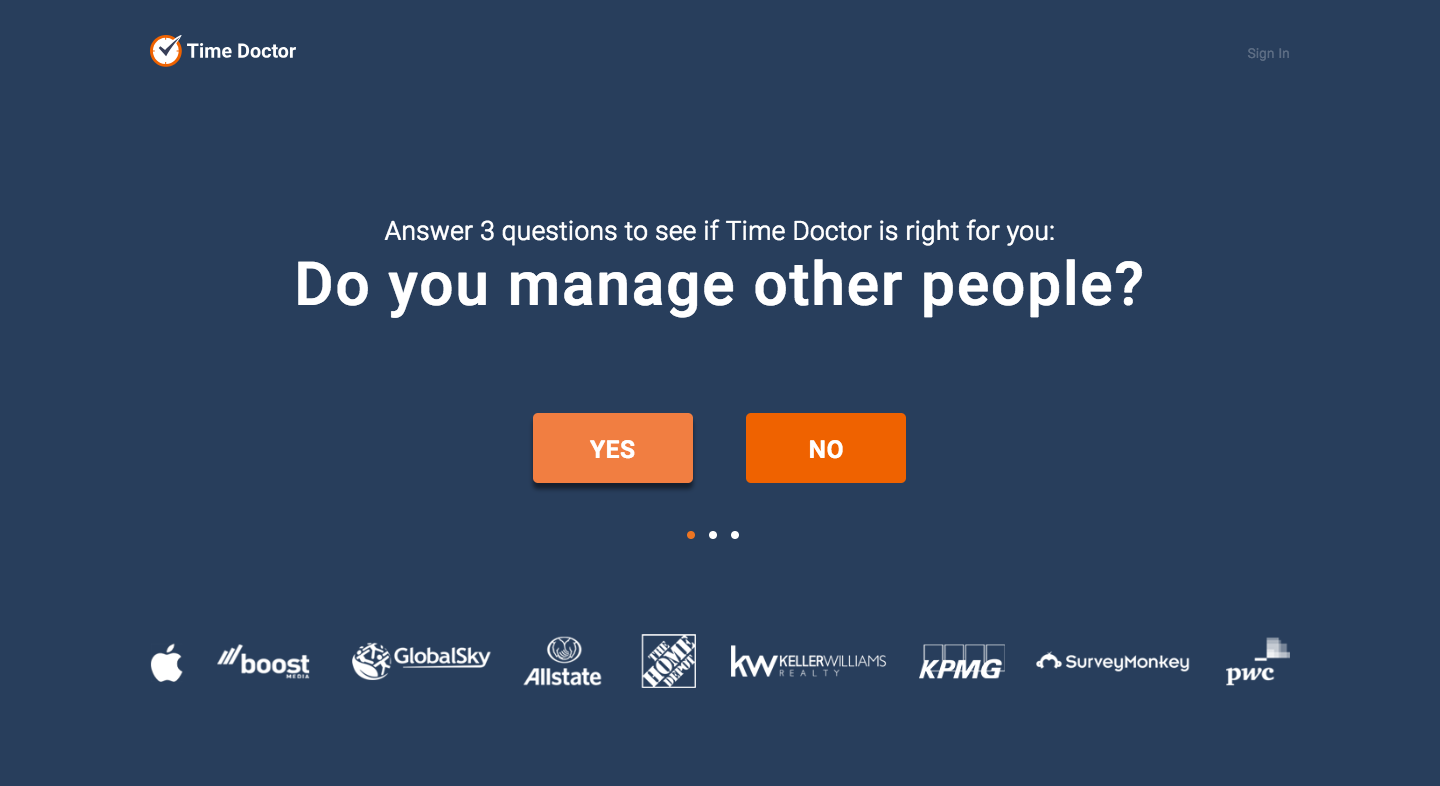 Time Doctor
Sign In
Answer 3 questions to see if Time Doctor is right for you:
Do you manage other people?
YES
NO
boost
MEDIA
GlobalSky
Allstate
THE
HOME
DEPOT
kw KELLERWILLIAMS
REALTY
KPMG
SurveyMonkey
pwc